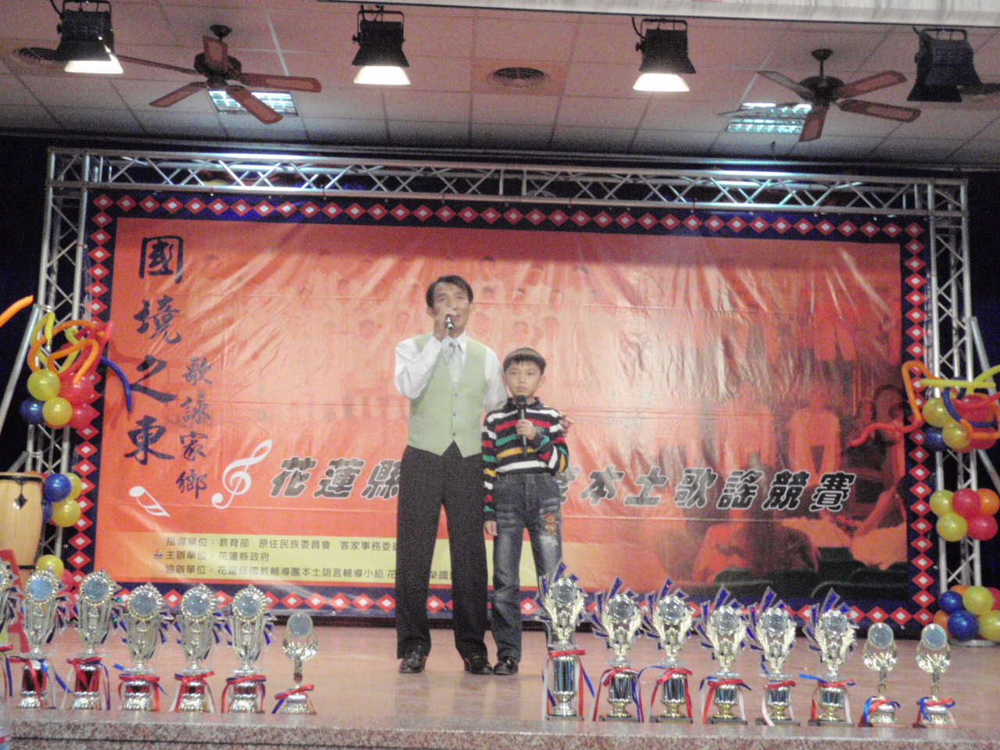 國境之東
歌詠家鄉
花蓮縣 本土歌謠競賽
指導單位：教育部 原住民族委員會 客家事務委
主辦單位：花蓮縣政府
協辦單位：花蓮縣國教輔導團本土語言輔導小組 花 榮國